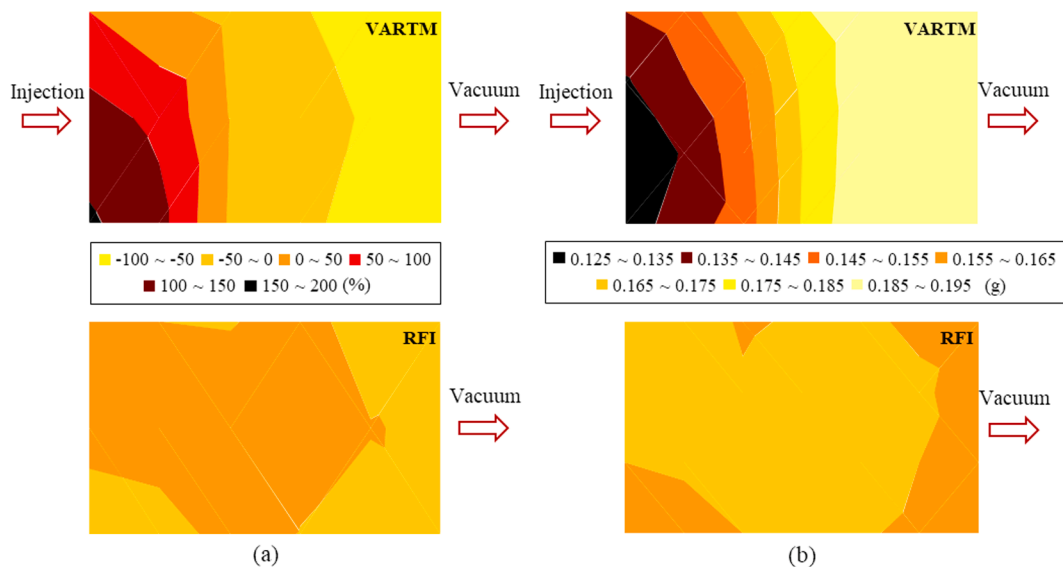 VARTM
VARTM
Injection
Vacuum
Injection
Vacuum
-100 ~ -50 -50 ~ 0 0 ~ 50 50 ~ 100
100 ~ 150 150 ~ 200 (%)
0.125 ~ 0.135 0.135 ~ 0.145 0.145 ~ 0.155 0.155 ~ 0.165
0.165 ~ 0.175 0.175 ~ 0.185 0.185 ~ 0.195 (g)
RFI
RFI
Vacuum
Vacuum
(a)
(b)